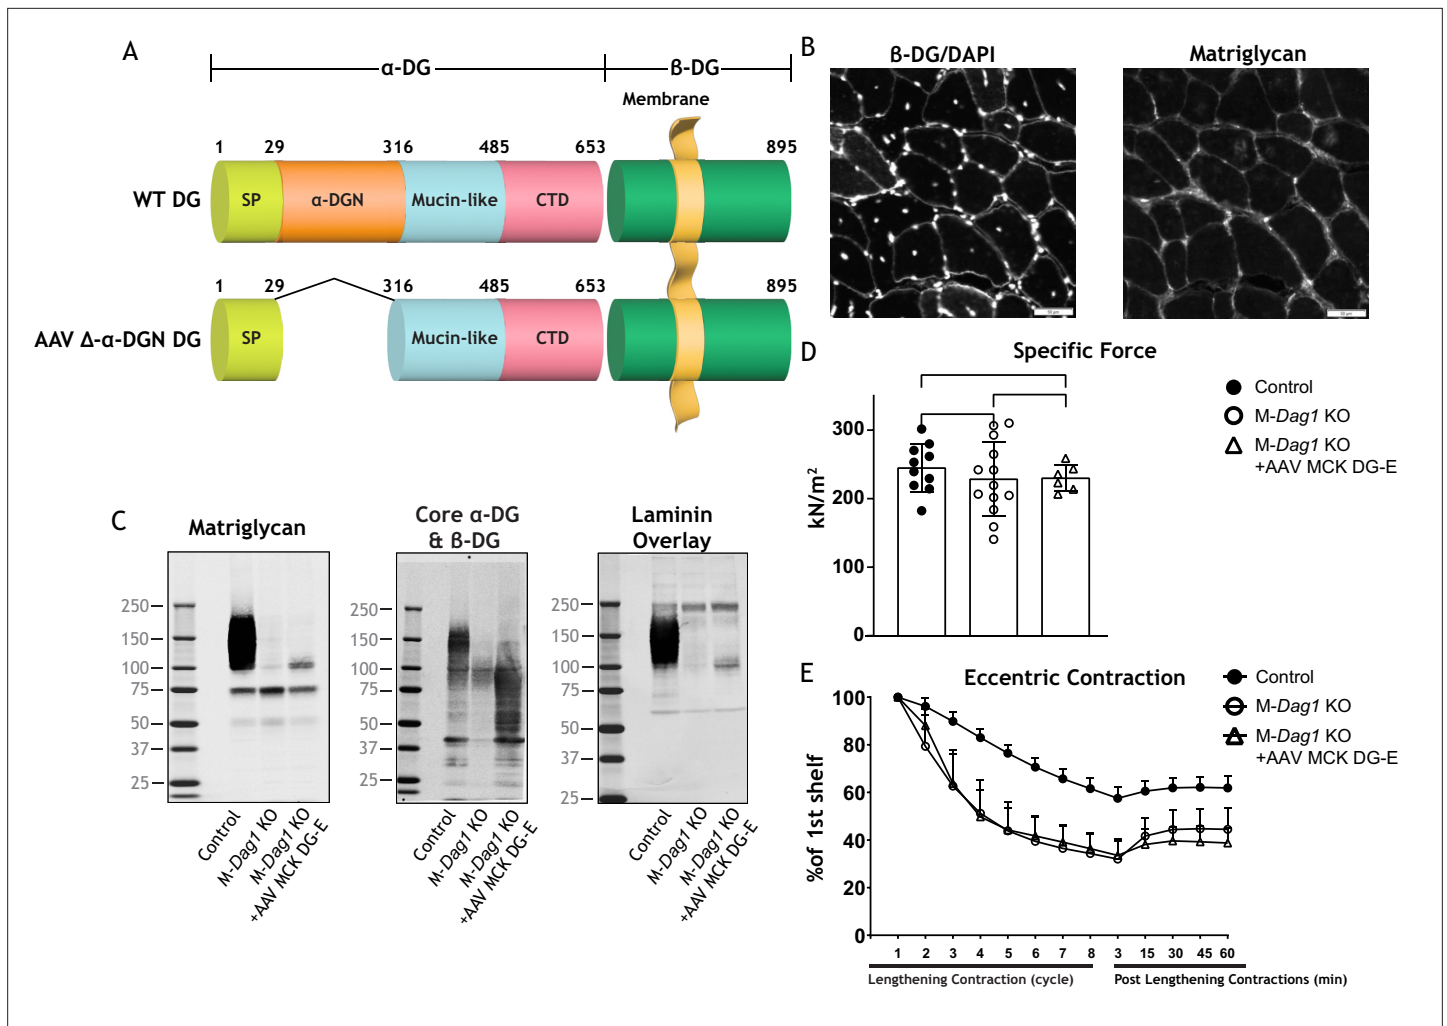 A
α-DG
β-DG
Membrane
1 29 316 485 653 895
WT DG
SP α-DGN Mucin-like CTD
1 29 316 485 653 895
AAV Δ-α-DGN DG
SP Mucin-like CTD
B
β-DG/DAPI
Matriglycan
50 µm
50 µm
C
Matriglycan
250
150
100
75
50
37
25
Control
M-Dag1 KO
M-Dag1 KO
+AAV MCK DG-E
Core α-DG
& β-DG
250
150
100
75
50
37
25
Control
M-Dag1 KO
M-Dag1 KO
+AAV MCK DG-E
Laminin
Overlay
250
150
100
75
50
37
25
Control
M-Dag1 KO
M-Dag1 KO
+AAV MCK DG-E
D
Specific Force
kN/m²
300
200
100
0
Control
M-Dag1 KO
M-Dag1 KO
+AAV MCK DG-E
E
Eccentric Contraction
%of 1st shelf
100
80
60
40
20
0
1 2 3 4 5 6 7 8 3 15 30 45 60
Lengthening Contraction (cycle)
Post Lengthening Contractions (min)
Control
M-Dag1 KO
M-Dag1 KO
+AAV MCK DG-E